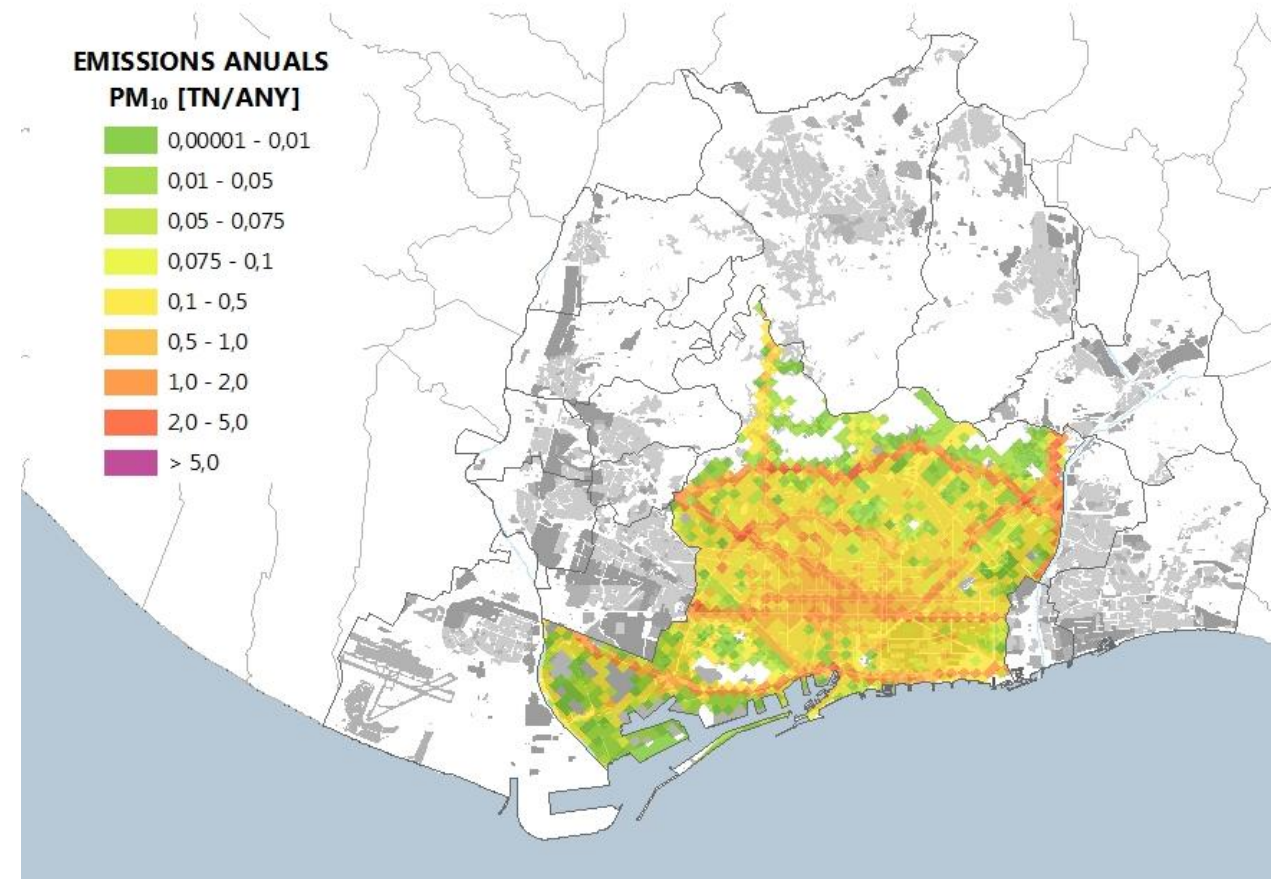 EMISSIONS ANUALS
PM₁₀ [TN/ANY]
0,00001 - 0,01
0,01 - 0,05
0,05 - 0,075
0,075 - 0,1
0,1 - 0,5
0,5 - 1,0
1,0 - 2,0
2,0 - 5,0
> 5,0